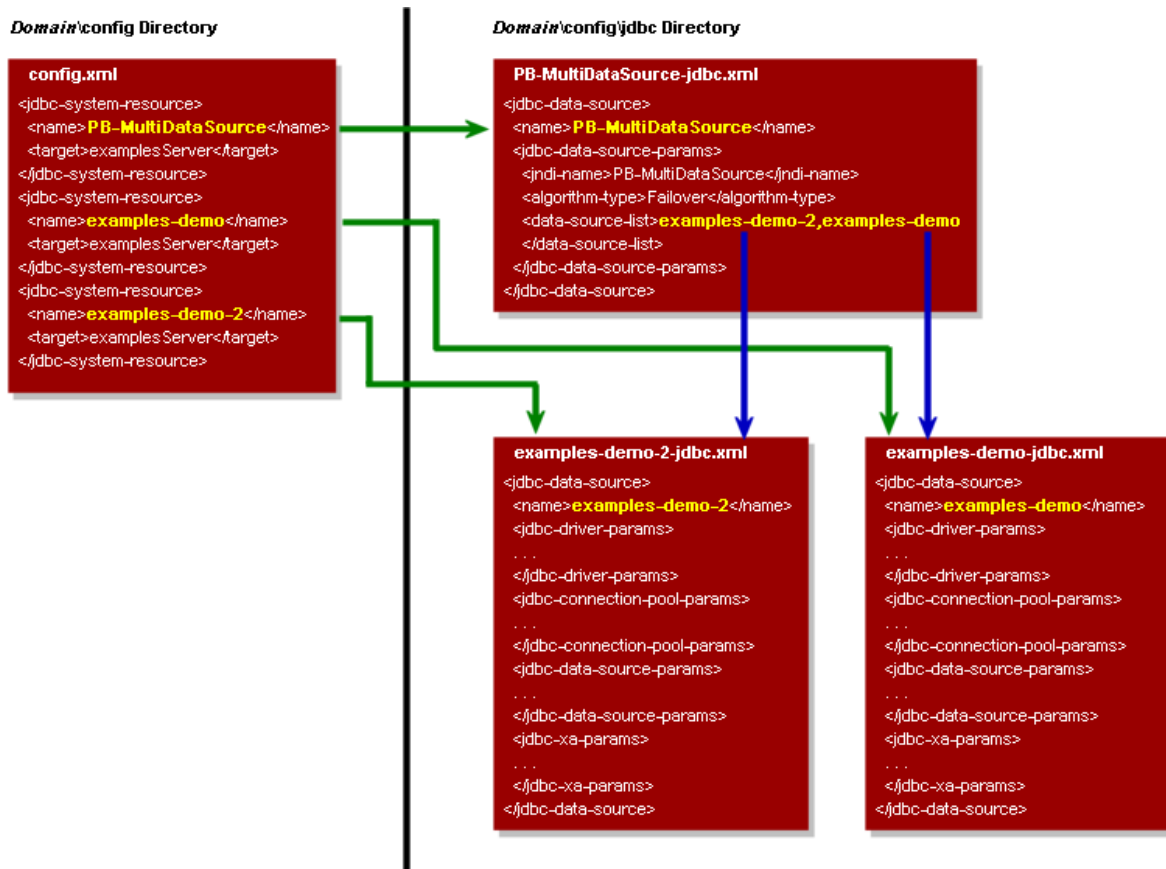 Domain\config Directory
config.xml
<jdbc-system-resource>
<name>PB-MultiDataSource</name>
<target>examplesServer</target>
</jdbc-system-resource>
<jdbc-system-resource>
<name>examples-demo</name>
<target>examplesServer</target>
</jdbc-system-resource>
<jdbc-system-resource>
<name>examples-demo-2</name>
<target>examplesServer</target>
</jdbc-system-resource>
Domain\config\jdbc Directory
PB-MultiDataSource-jdbc.xml
<jdbc-data-source>
<name>PB-MultiDataSource</name>
<jdbc-data-source-params>
<jndi-name>PB-MultiDataSource</jndi-name>
<algorithm-type>Failover</algorithm-type>
<data-source-list>examples-demo-2,examples-demo
</data-source-list>
</jdbc-data-source-params>
</jdbc-data-source>
examples-demo-2-jdbc.xml
<jdbc-data-source>
<name>examples-demo-2</name>
<jdbc-driver-params>
. . .
</jdbc-driver-params>
<jdbc-connection-pool-params>
. . .
</jdbc-connection-pool-params>
<jdbc-data-source-params>
. . .
</jdbc-data-source-params>
<jdbc-xa-params>
. . .
</jdbc-xa-params>
</jdbc-data-source>
examples-demo-jdbc.xml
<jdbc-data-source>
<name>examples-demo</name>
<jdbc-driver-params>
. . .
</jdbc-driver-params>
<jdbc-connection-pool-params>
. . .
</jdbc-connection-pool-params>
<jdbc-data-source-params>
. . .
</jdbc-data-source-params>
<jdbc-xa-params>
. . .
</jdbc-xa-params>
</jdbc-data-source>